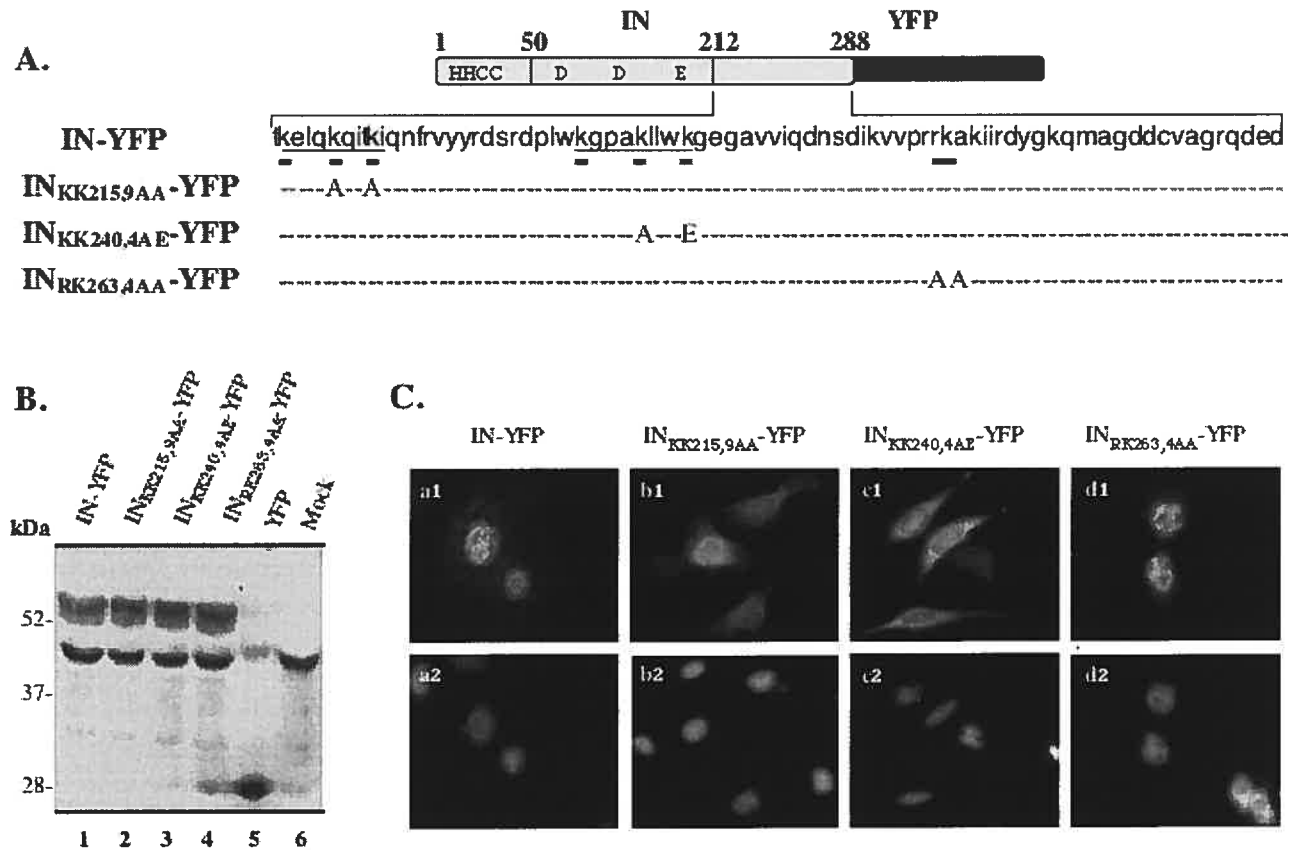 A.
IN YFP
1 50 212 288
HHCC D D E
IN-YFP tkelqkqitkiqnfrvyyrdsrdplwkgpakllwkgegavviqdnsdikvvprrkakiirdygkqmagddcvagrqded
INKK215,9AA-YFP A A
INKK240,4AE-YFP A E
INRK263,4AA-YFP AA
B.
IN-YFP INKK215,9AA-YFP INKK240,4AE-YFP INRK263,4AA-YFP YFP Mock
kDa
52-
37-
28-
1 2 3 4 5 6
C.
IN-YFP INKK215,9AA-YFP INKK240,4AE-YFP INRK263,4AA-YFP
a1 b1 c1 d1
a2 b2 c2 d2